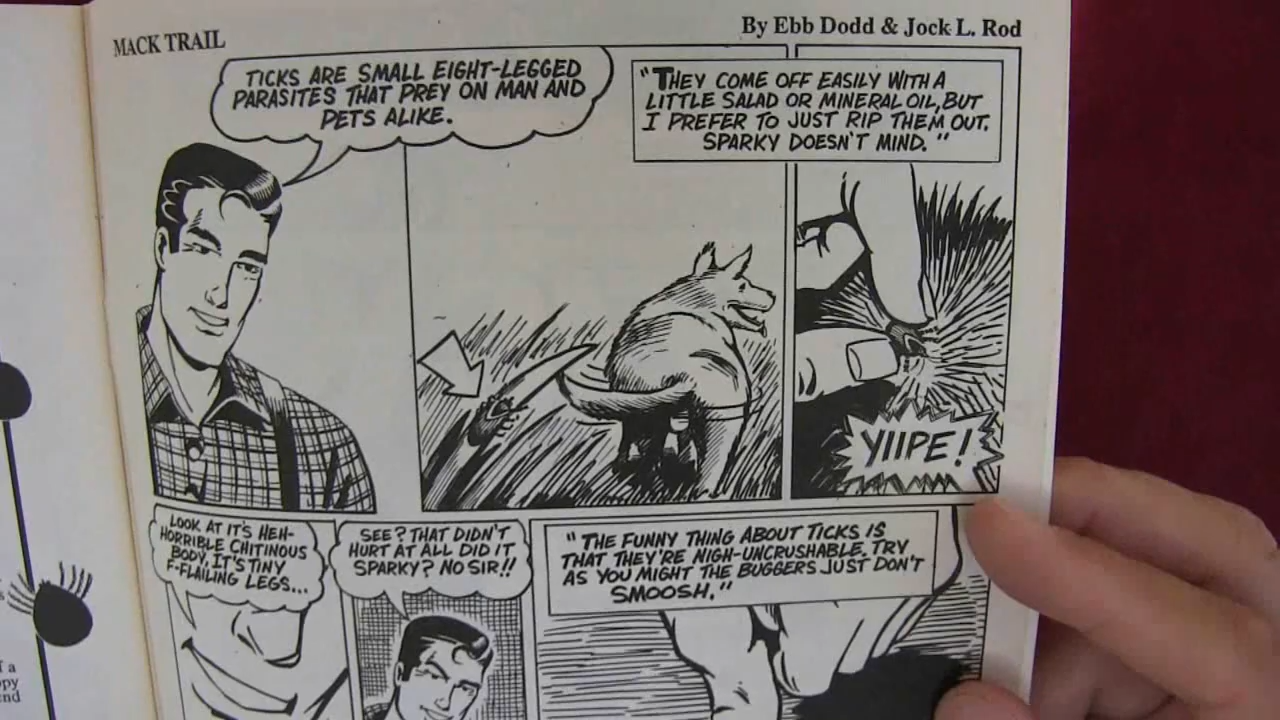 MACK TRAIL
By Ebb Dodd & Jock L. Rod
TICKS ARE SMALL EIGHT-LEGGED
PARASITES THAT PREY ON MAN AND
PETS ALIKE.
"THEY COME OFF EASILY WITH A
LITTLE SALAD OR MINERAL OIL, BUT
I PREFER TO JUST RIP THEM OUT.
SPARKY DOESN'T MIND."
YIIPE!
LOOK AT IT'S HEH-
HORRIBLE CHITINOUS
BODY, IT'S TINY
F-FLAILING LEGS...
SEE? THAT DIDN'T
HURT AT ALL DID IT
SPARKY? NO SIR!!
"THE FUNNY THING ABOUT TICKS IS
THAT THEY'RE NIGH-UNCRUSHABLE. TRY
AS YOU MIGHT THE BUGGERS JUST DON'T
SMOOSH."